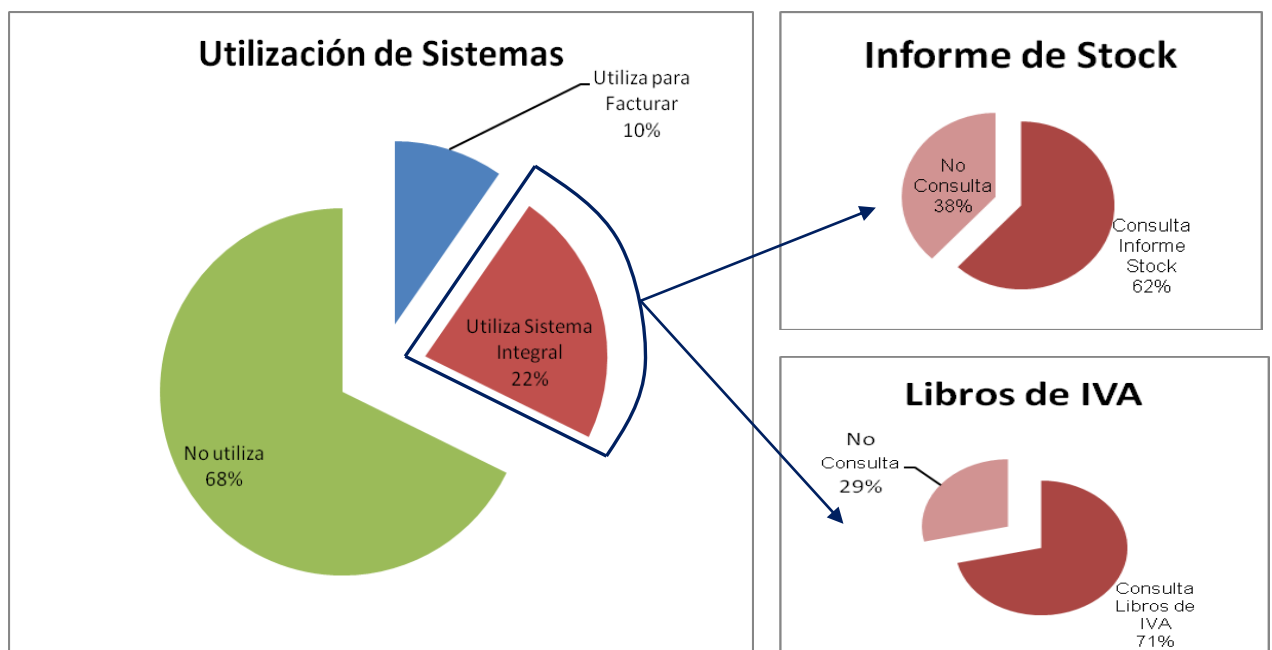 Utilización de Sistemas
Utiliza para
Facturar
10%
Utiliza Sistema
Integral
22%
No utiliza
68%
Informe de Stock
No
Consulta
38%
Consulta
Informe
Stock
62%
Libros de IVA
No
Consulta
29%
Consulta
Libros de
IVA
71%